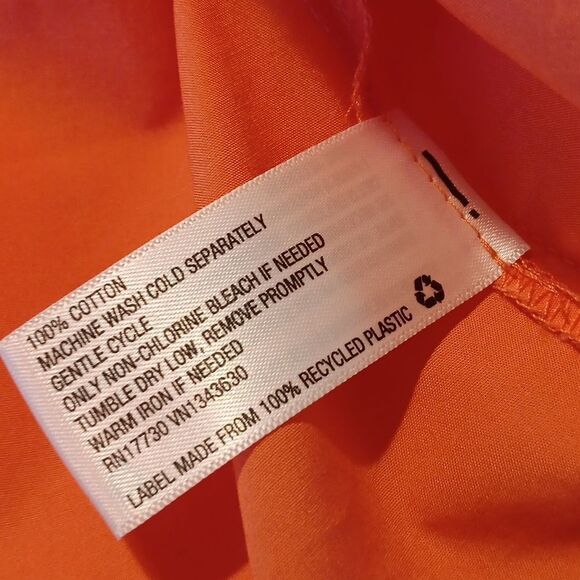 100% COTTON
MACHINE WASH COLD SEPARATELY
GENTLE CYCLE
ONLY NON-CHLORINE BLEACH IF NEEDED
TUMBLE DRY LOW, REMOVE PROMPTLY
WARM IRON IF NEEDED
RN17730 VN1343630
LABEL MADE FROM 100% RECYCLED PLASTIC